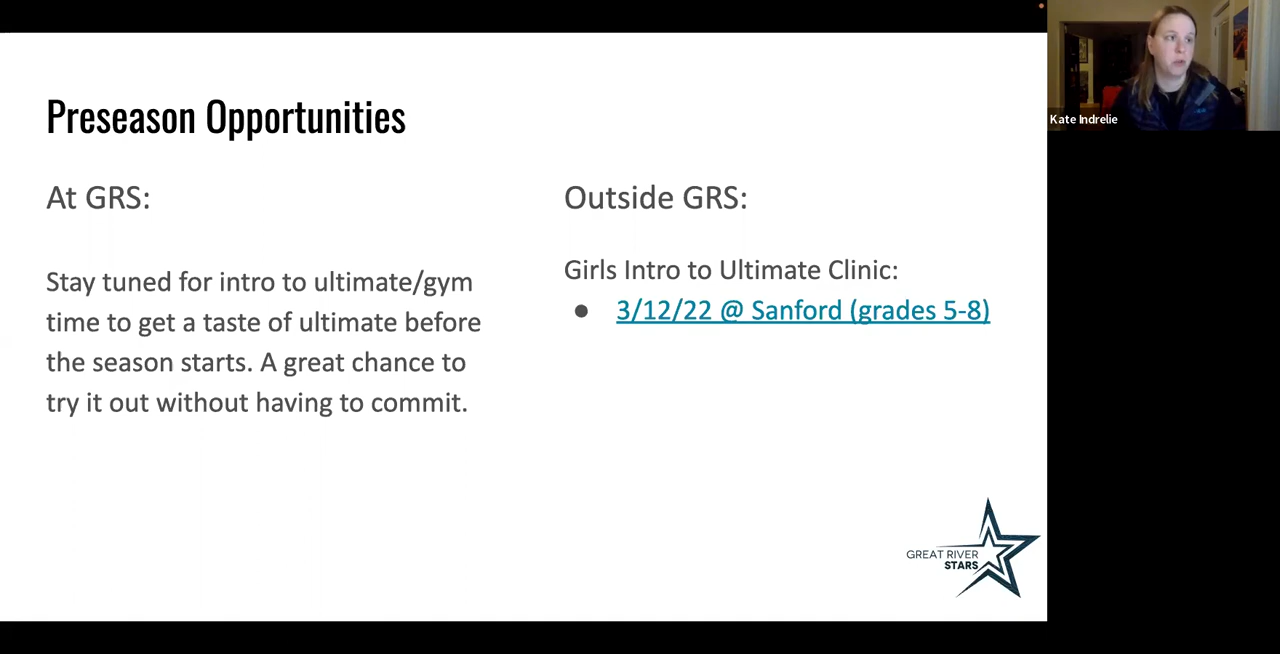 Preseason Opportunities
At GRS:
Stay tuned for intro to ultimate/gym
time to get a taste of ultimate before
the season starts. A great chance to
try it out without having to commit.
Outside GRS:
Girls Intro to Ultimate Clinic:
● 3/12/22 @ Sanford (grades 5-8)
GREAT RIVER
STARS
Kate Indrelie